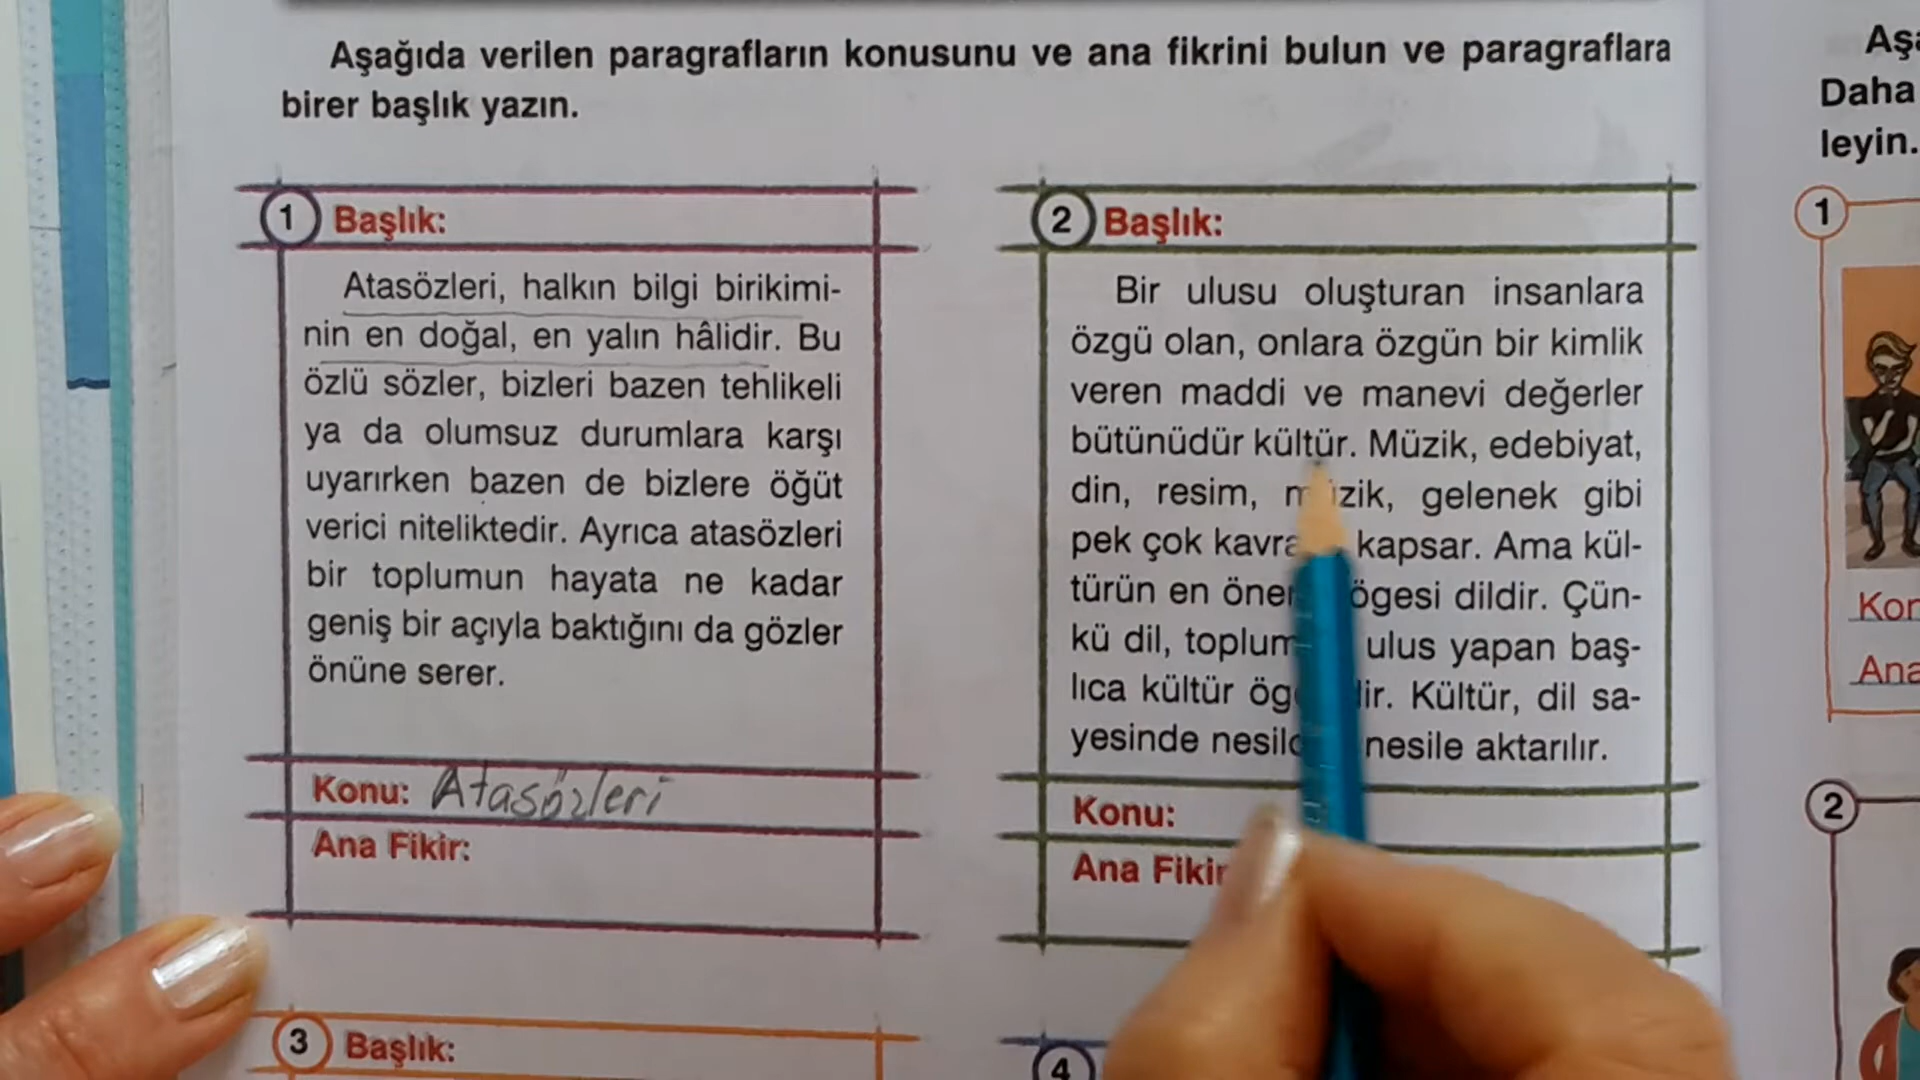 Aşağıda verilen paragrafların konusunu ve ana fikrini bulun ve paragraflara
birer başlık yazın.
1 Başlık:
Atasözleri, halkın bilgi birikimi-
nin en doğal, en yalın hâlidir. Bu
özlü sözler, bizleri bazen tehlikeli
ya da olumsuz durumlara karşı
uyarırken bazen de bizlere öğüt
verici niteliktedir. Ayrıca atasözleri
bir toplumun hayata ne kadar
geniş bir açıyla baktığını da gözler
önüne serer.
Konu: Atasözleri
Ana Fikir:
2 Başlık:
Bir ulusu oluşturan insanlara
özgü olan, onlara özgün bir kimlik
veren maddi ve manevi değerler
bütünüdür kültür. Müzik, edebiyat,
din, resim, müzik, gelenek gibi
pek çok kapsar. Ama kül-
türün en ögesi dildir. Çün-
kü dil, ulus yapan baş-
lıca kültür Kültür, dil sa-
yesinde nesile aktarılır.
Konu:
Ana Fikir
3 Başlık:
4
Daha
leyin.
1
2